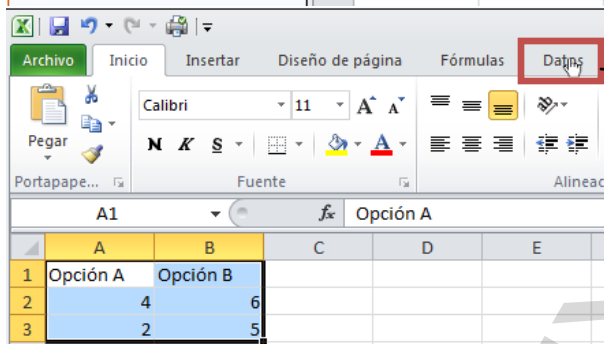 Archivo Inicio Insertar Diseño de página Fórmulas Datos
Calibri 11 A A
Pegar N K S A
Portapape... Fuente Alineac
A1 fx Opción A
A B C D E
1 Opción A Opción B
2 4 6
3 2 5